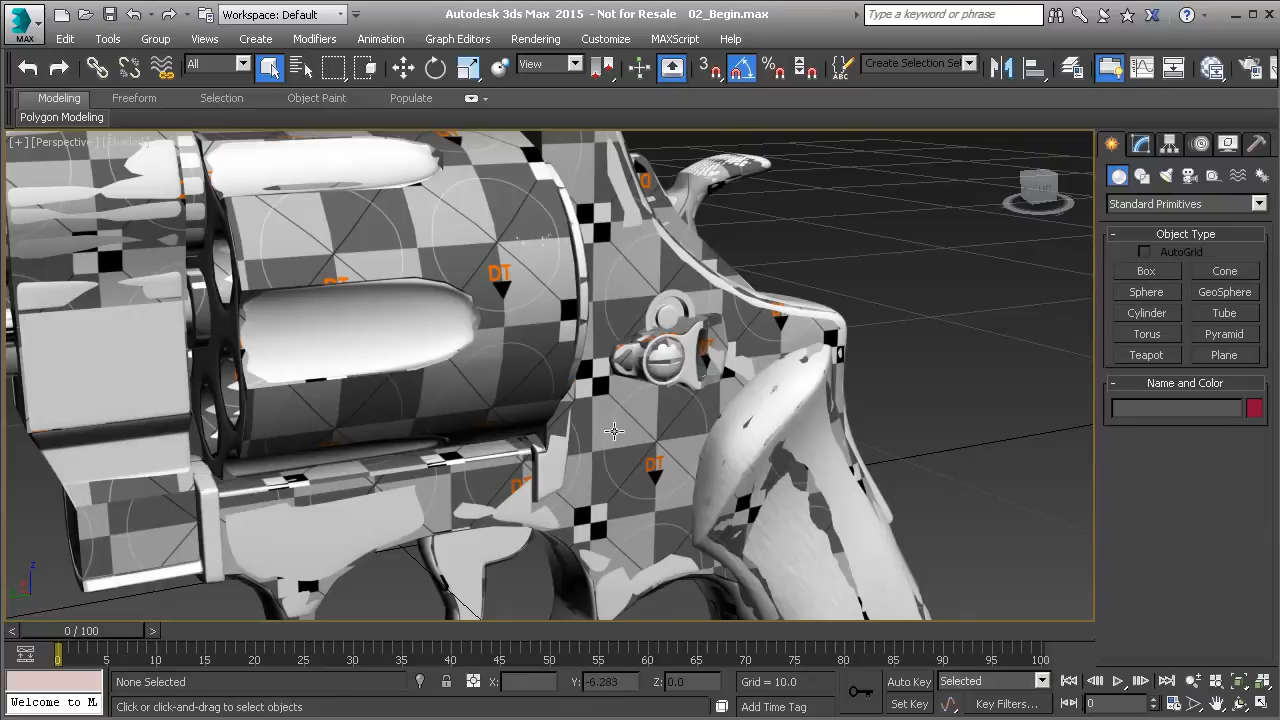 MAX
Workspace: Default
Autodesk 3ds Max 2015 - Not for Resale 02_Begin.max
Type a keyword or phrase
Edit Tools Group Views Create Modifiers Animation Graph Editors Rendering Customize MAXScript Help
All
View
3
%
Create Selection Se
Modeling Freeform Selection Object Paint Populate
Polygon Modeling
[+][Perspective][Shaded]
DT
DT
DT
DT
Standard Primitives
- Object Type
AutoGrid
Box Cone
Sphere GeoSphere
Cylinder Tube
Torus Pyramid
Teapot Plane
- Name and Color
z
< 0 / 100 >
0 5 10 15 20 25 30 35 40 45 50 55 60 65 70 75 80 85 90 95 100
None Selected X: Y: -6.283 Z: 0.0 Grid = 10.0 Auto Key Selected
Welcome to M Click or click-and-drag to select objects Add Time Tag Set Key Key Filters... 0